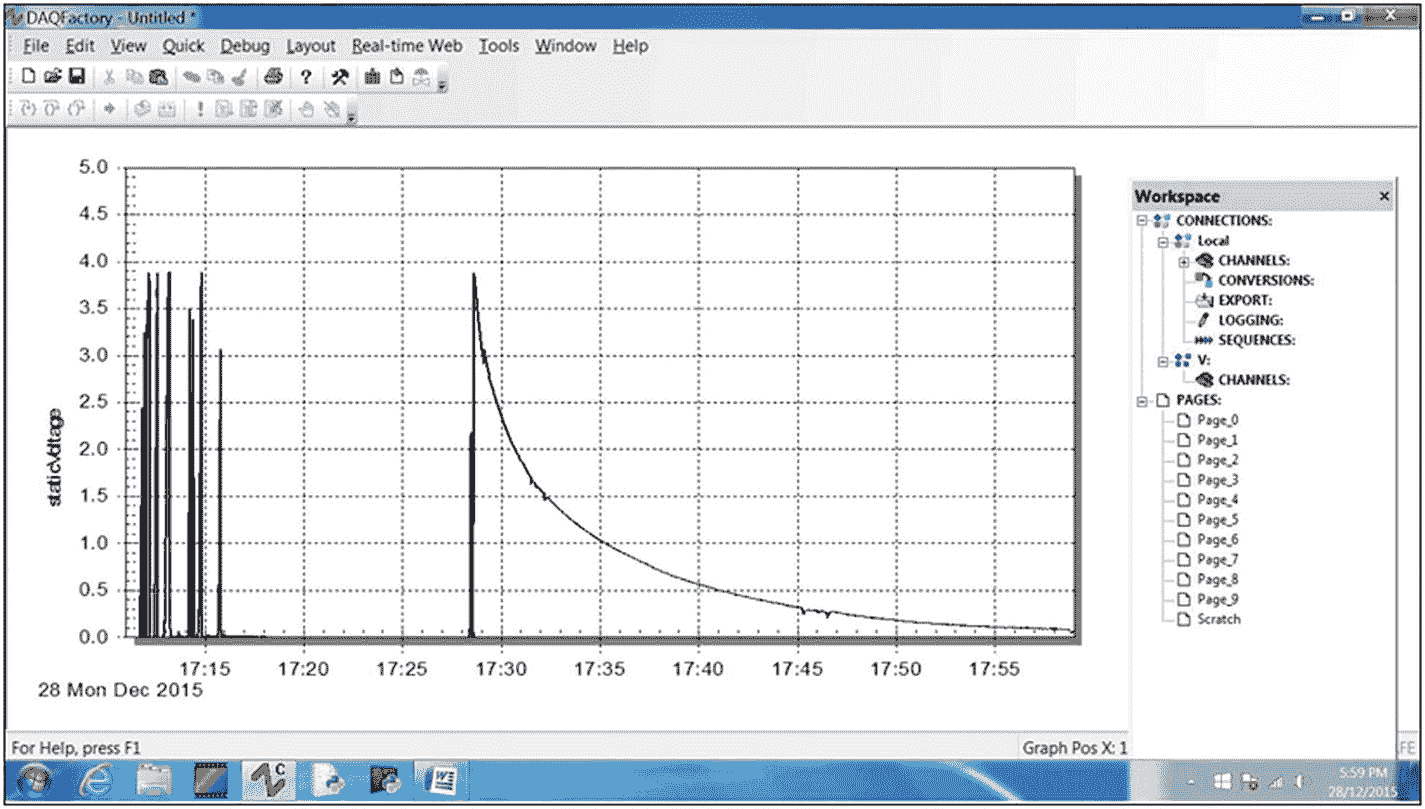 DAQFactory - Untitled *
File Edit View Quick Debug Layout Real-time Web Tools Window Help
5.0
4.5
4.0
3.5
3.0
2.5
2.0
1.5
1.0
0.5
0.0
staticVoltage
17:15 17:20 17:25 17:30 17:35 17:40 17:45 17:50 17:55
28 Mon Dec 2015
Workspace
CONNECTIONS:
Local
CHANNELS:
CONVERSIONS:
EXPORT:
LOGGING:
SEQUENCES:
V:
CHANNELS:
PAGES:
Page_0
Page_1
Page_2
Page_3
Page_4
Page_5
Page_6
Page_7
Page_8
Page_9
Scratch
For Help, press F1
Graph Pos X: 1
FE
C
W
5:59 PM
28/12/2015